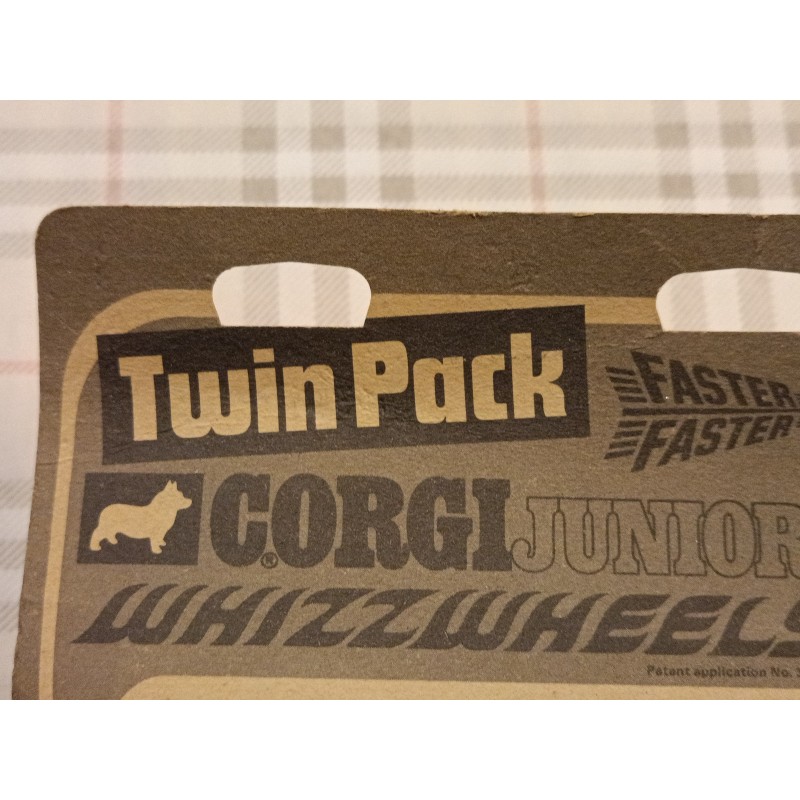 Twin Pack
FASTER
FASTER
CORGI® JUNIOR
WHIZZWHEELS
Patent application No.